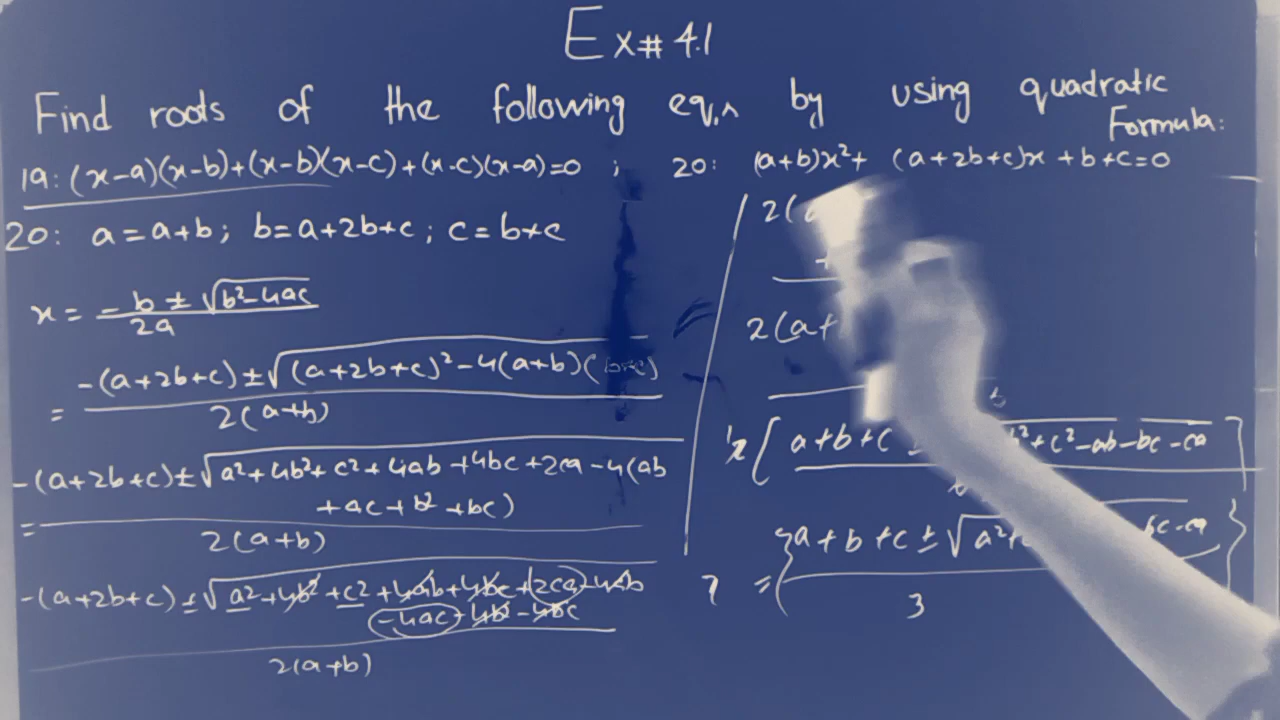 Ex# 4.1
Find roots of the following eq,n by using quadratic
Formula:
19: (x-a)(x-b)+(x-b)(x-c)+(x-c)(x-a)=0 ; 20: (a+b)x²+ (a+2b+c)x +b+c=0
20: a=a+b; b=a+2b+c; c=b+c
x = -b ± √b²-4ac
2a
-(a+2b+c)±√(a+2b+c)²-4(a+b)(b+c)
=
2(a+b)
-(a+2b+c)±√a²+4b²+c²+4ab+4bc+2ca-4(ab
+ac+b²+bc)
=
2(a+b)
-(a+2b+c)±√a²+4b²+c²+4ab+4bc+2ca-4ab
-4ac-4b²-4bc
2(a+b)
2(a
+
2(a+
[a+b+c b²+c²-ab-bc-ca]
= {a+b+c±√a² bc-ca}
3